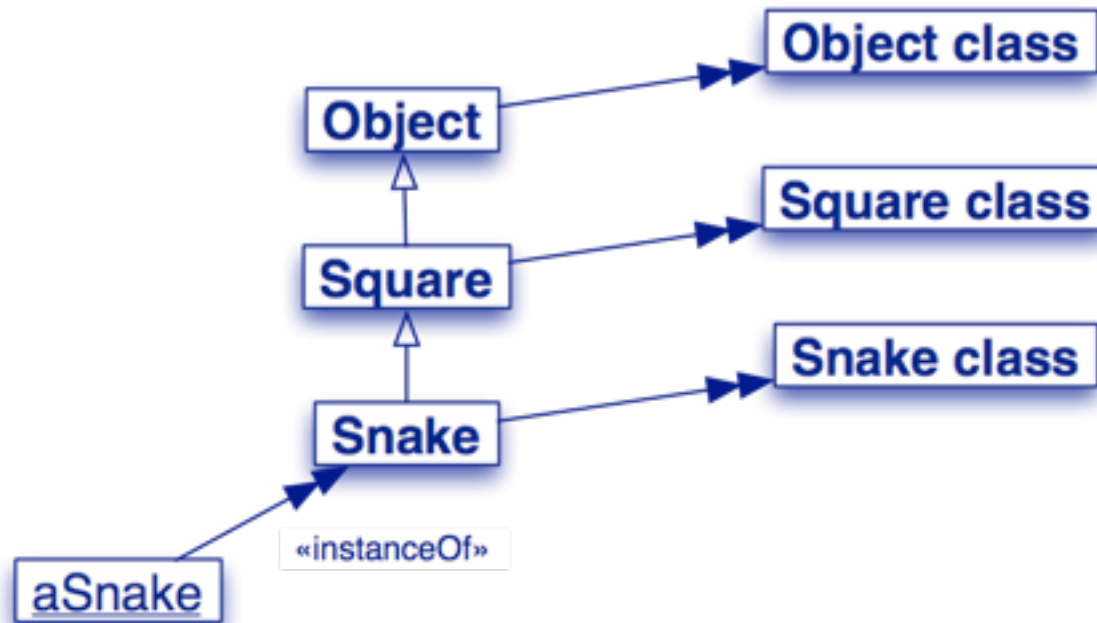 Object class
Object
Square class
Square
Snake class
Snake
«instanceOf»
aSnake